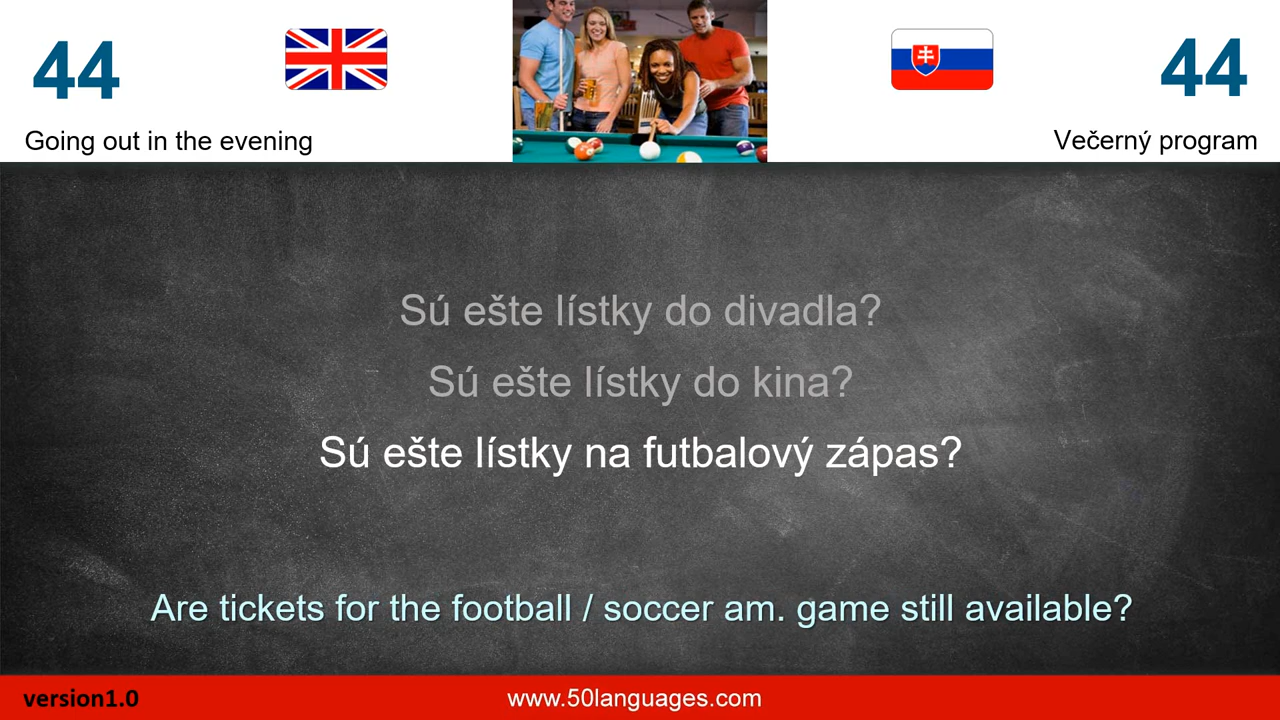 44
44
Going out in the evening
Večerný program
Sú ešte lístky do divadla?
Sú ešte lístky do kina?
Sú ešte lístky na futbalový zápas?
Are tickets for the football / soccer am. game still available?
version1.0
www.50languages.com